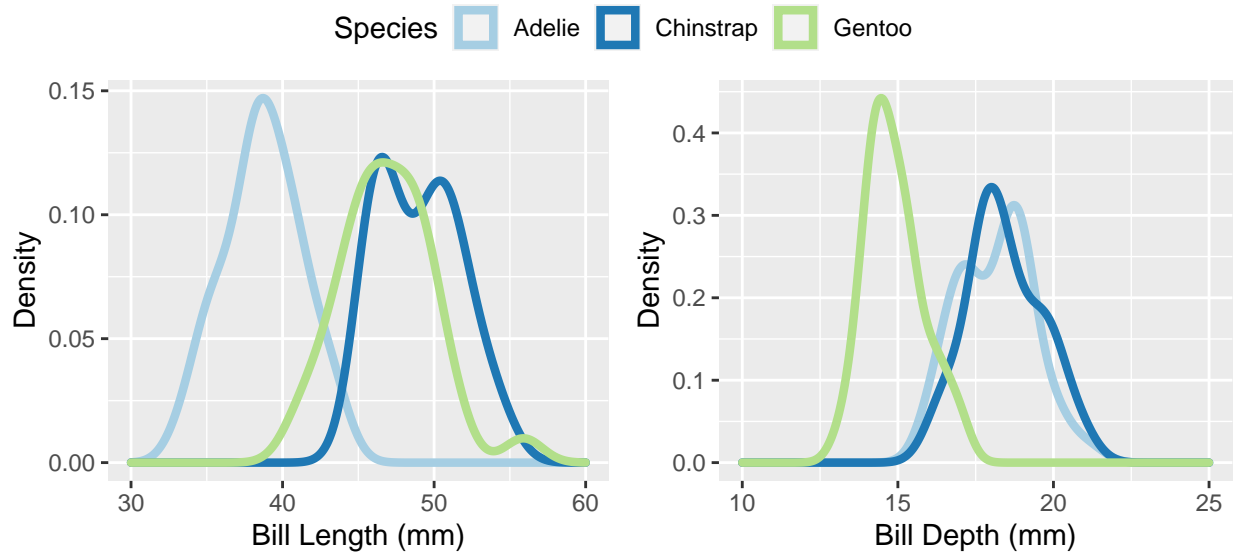 Species Adelie Chinstrap Gentoo
0.15
0.10
0.05
0.00
Density
30 40 50 60
Bill Length (mm)
0.4
0.3
0.2
0.1
0.0
Density
10 15 20 25
Bill Depth (mm)